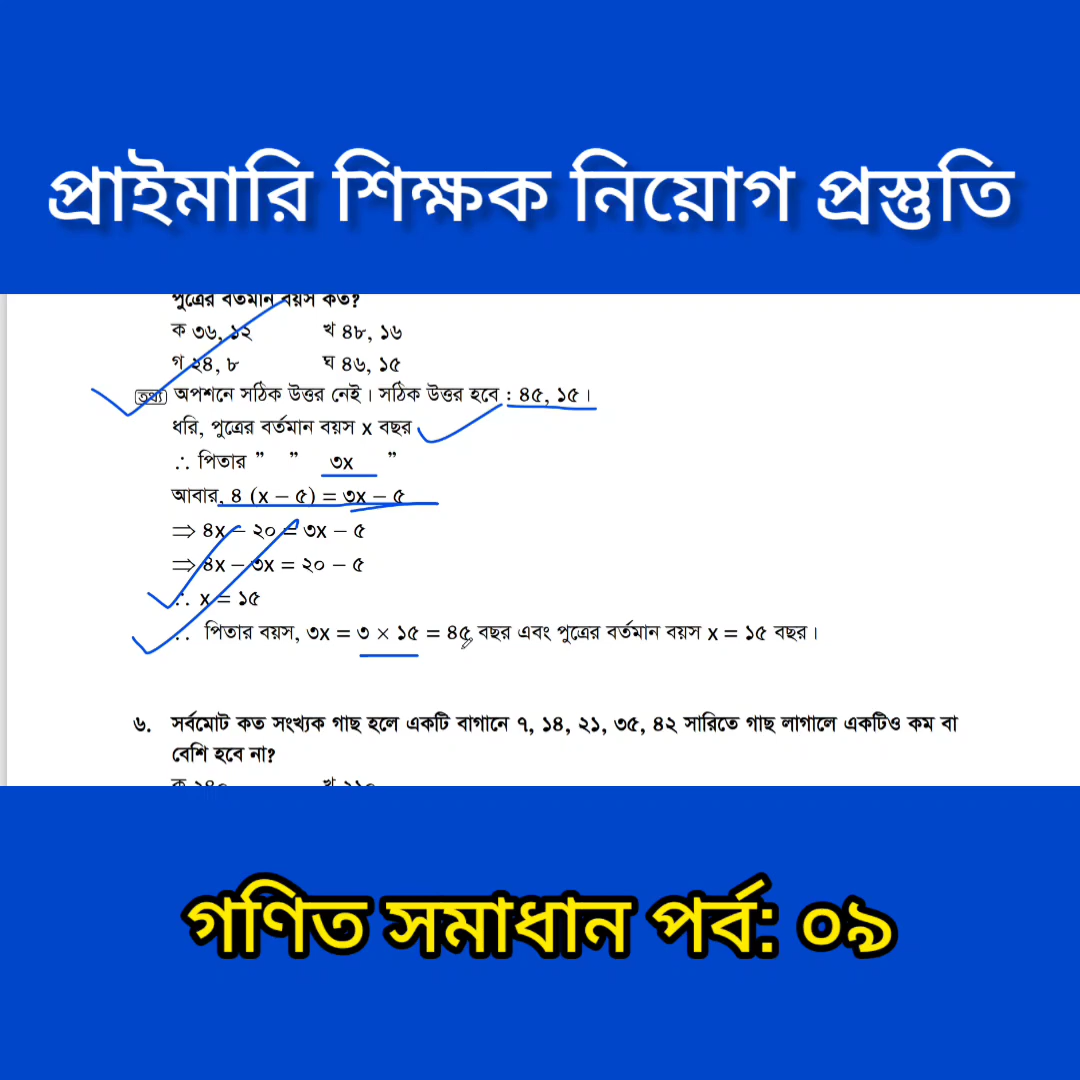 প্রাইমারি শিক্ষক নিয়োগ প্রস্তুতি
পুত্রের বর্তমান বয়স কত?
ক ৩৬, ১২ খ ৪৮, ১৬
গ ২৪, ৮ ঘ ৪৬, ১৫
তথ্য অপশনে সঠিক উত্তর নেই। সঠিক উত্তর হবে : ৪৫, ১৫।
ধরি, পুত্রের বর্তমান বয়স x বছর
∴ পিতার ” ” ৩x ”
আবার, ৪ (x – ৫) = ৩x – ৫
⇒ ৪x – ২০ = ৩x – ৫
⇒ ৪x – ৩x = ২০ – ৫
∴ x = ১৫
∴ পিতার বয়স, ৩x = ৩ × ১৫ = ৪৫ বছর এবং পুত্রের বর্তমান বয়স x = ১৫ বছর।
৬. সর্বমোট কত সংখ্যক গাছ হলে একটি বাগানে ৭, ১৪, ২১, ৩৫, ৪২ সারিতে গাছ লাগালে একটিও কম বা
বেশি হবে না?
গণিত সমাধান পর্ব: ০৯